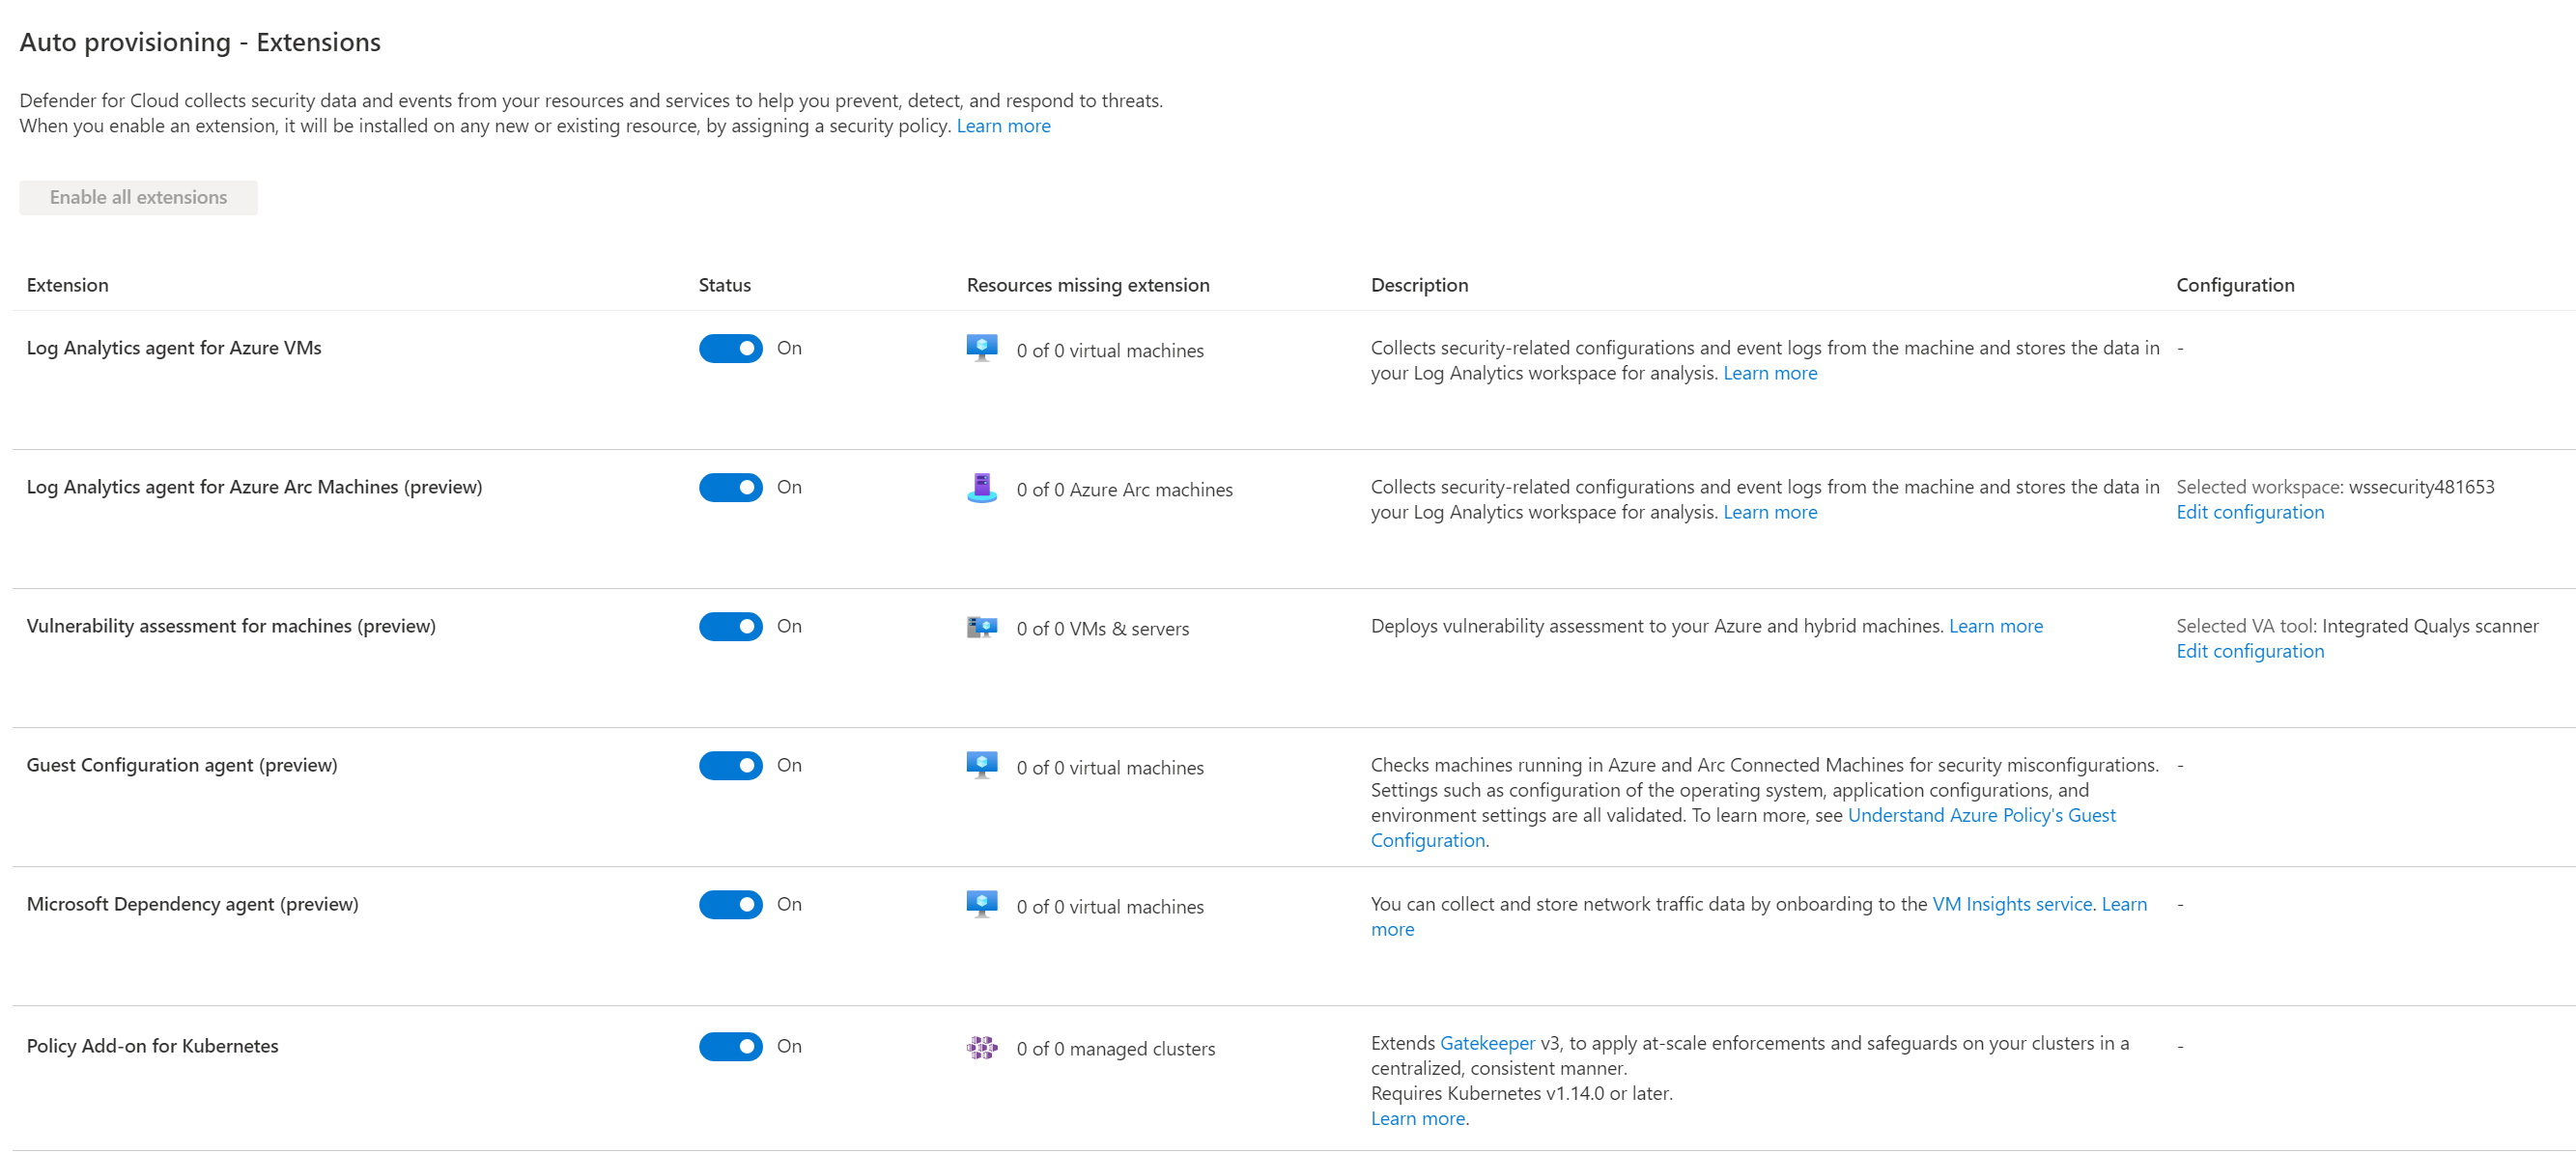 Auto provisioning - Extensions
Defender for Cloud collects security data and events from your resources and services to help you prevent, detect, and respond to threats.
When you enable an extension, it will be installed on any new or existing resource, by assigning a security policy. Learn more
Enable all extensions
Extension Status Resources missing extension Description Configuration
Log Analytics agent for Azure VMs On 0 of 0 virtual machines Collects security-related configurations and event logs from the machine and stores the data in -
your Log Analytics workspace for analysis. Learn more
Log Analytics agent for Azure Arc Machines (preview) On 0 of 0 Azure Arc machines Collects security-related configurations and event logs from the machine and stores the data in Selected workspace: wssecurity481653
your Log Analytics workspace for analysis. Learn more Edit configuration
Vulnerability assessment for machines (preview) On 0 of 0 VMs & servers Deploys vulnerability assessment to your Azure and hybrid machines. Learn more Selected VA tool: Integrated Qualys scanner
Edit configuration
Guest Configuration agent (preview) On 0 of 0 virtual machines Checks machines running in Azure and Arc Connected Machines for security misconfigurations. -
Settings such as configuration of the operating system, application configurations, and
environment settings are all validated. To learn more, see Understand Azure Policy's Guest
Configuration.
Microsoft Dependency agent (preview) On 0 of 0 virtual machines You can collect and store network traffic data by onboarding to the VM Insights service. Learn -
more
Policy Add-on for Kubernetes On 0 of 0 managed clusters Extends Gatekeeper v3, to apply at-scale enforcements and safeguards on your clusters in a -
centralized, consistent manner.
Requires Kubernetes v1.14.0 or later.
Learn more.